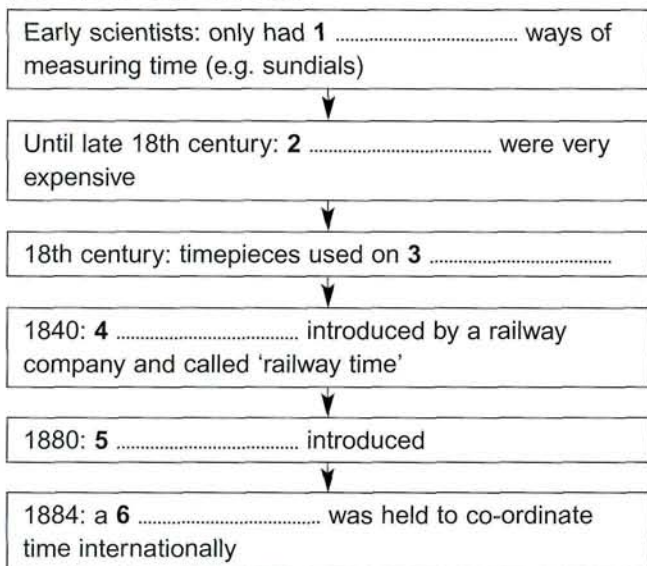 Early scientists: only had 1 .................................... ways of
measuring time (e.g. sundials)
Until late 18th century: 2 .................................... were very
expensive
18th century: timepieces used on 3 ....................................
1840: 4 .................................... introduced by a railway
company and called ‘railway time’
1880: 5 .................................... introduced
1884: a 6 .................................... was held to co-ordinate
time internationally